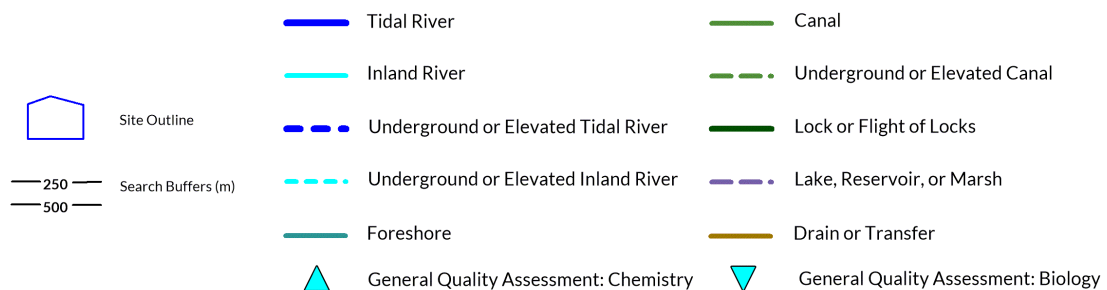 Tidal River
Canal
Inland River
Underground or Elevated Canal
Site Outline
Underground or Elevated Tidal River
Lock or Flight of Locks
250
500
Search Buffers (m)
Underground or Elevated Inland River
Lake, Reservoir, or Marsh
Foreshore
Drain or Transfer
General Quality Assessment: Chemistry
General Quality Assessment: Biology